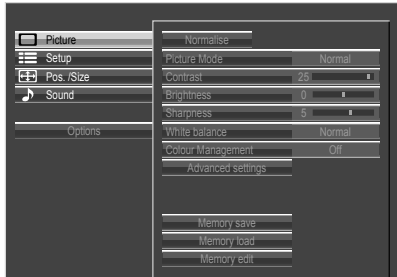 Picture
Setup
Pos. /Size
Sound
Options
Normalise
Picture Mode Normal
Contrast 25
Brightness 0
Sharpness 5
White balance Normal
Colour Management Off
Advanced settings
Memory save
Memory load
Memory edit